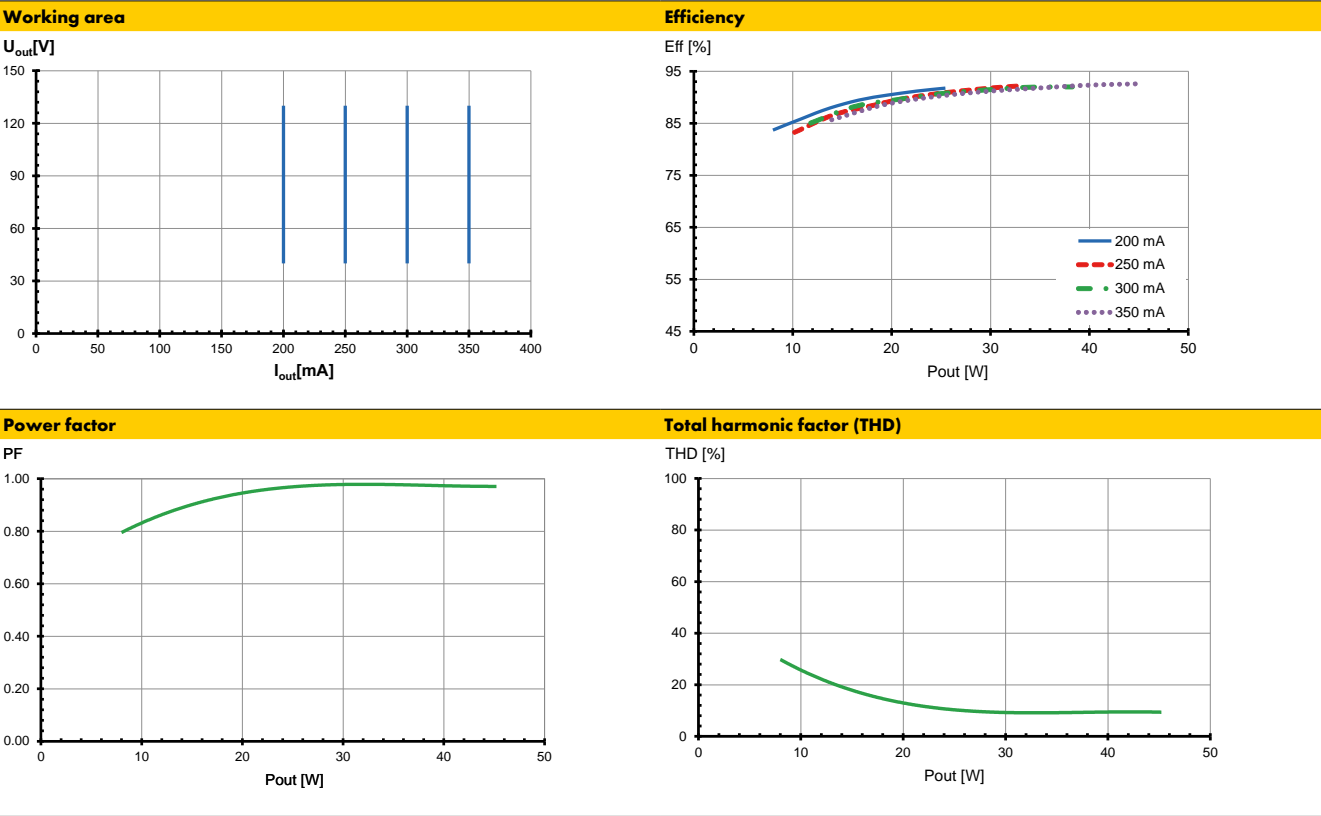 Working area
U_out[V]
150
120
90
60
30
0
0 50 100 150 200 250 300 350 400
I_out[mA]
Efficiency
Eff [%]
95
85
75
65
55
45
200 mA
250 mA
300 mA
350 mA
0 10 20 30 40 50
Pout [W]
Power factor
PF
1.00
0.80
0.60
0.40
0.20
0.00
0 10 20 30 40 50
Pout [W]
Total harmonic factor (THD)
THD [%]
100
80
60
40
20
0
0 10 20 30 40 50
Pout [W]